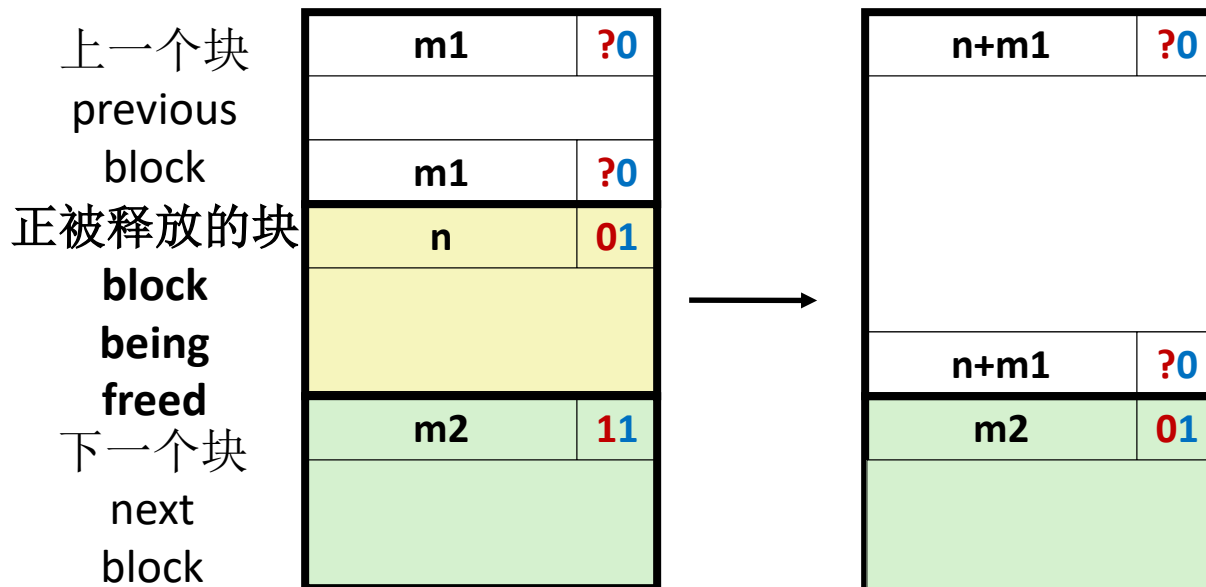 上一个块
previous
block
正被释放的块
block
being
freed
下一个块
next
block
m1 ?0
m1 ?0
n 01
m2 11
n+m1 ?0
n+m1 ?0
m2 01